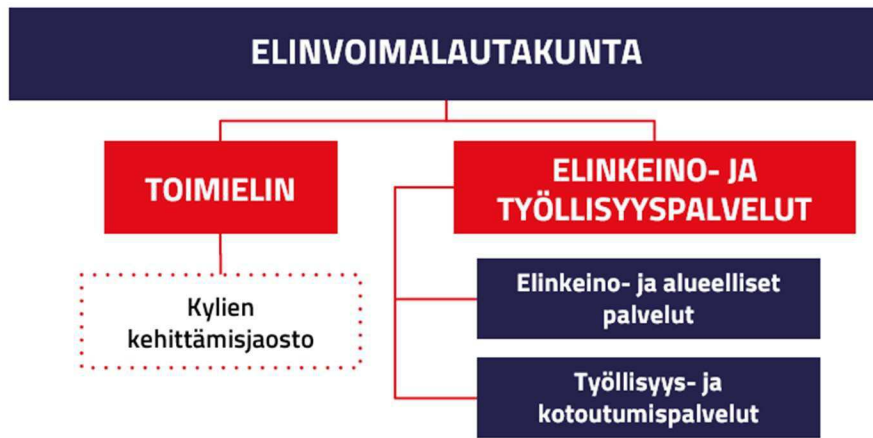 ELINVOIMALAUTAKUNTA
TOIMIELIN
Kylien
kehittämisjaosto
ELINKEINO- JA
TYÖLLISYYSPALVELUT
Elinkeino- ja alueelliset
palvelut
Työllisyys- ja
kotoutumispalvelut